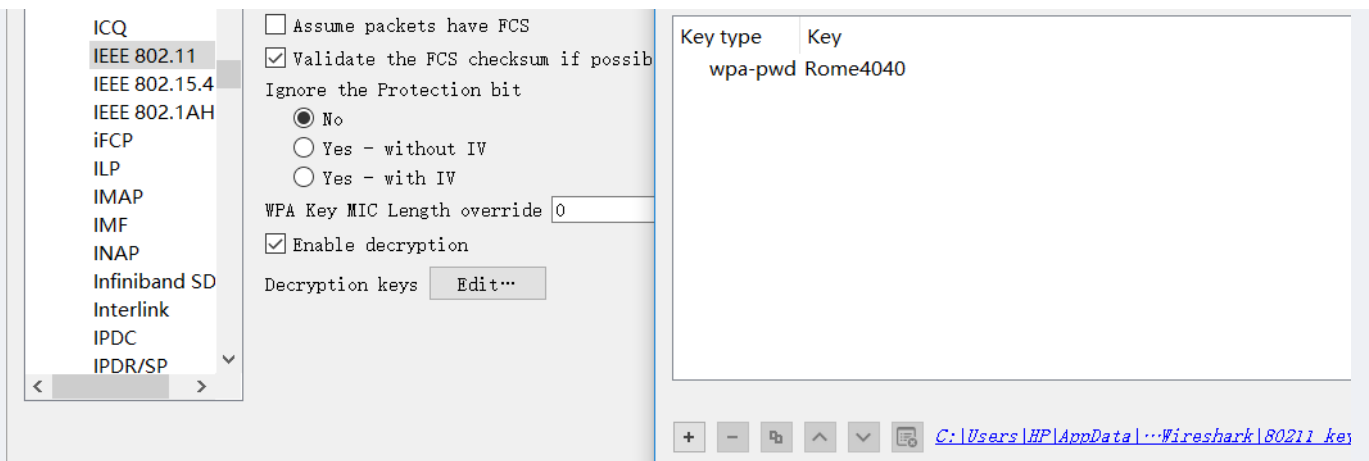 ICQ
IEEE 802.11
IEEE 802.15.4
IEEE 802.1AH
iFCP
ILP
IMAP
IMF
INAP
Infiniband SD
Interlink
IPDC
IPDR/SP
Assume packets have FCS
Validate the FCS checksum if possib
Ignore the Protection bit
No
Yes - without IV
Yes - with IV
WPA Key MIC Length override 0
Enable decryption
Decryption keys Edit…
Key type Key
wpa-pwd Rome4040
C:|Users|HP|AppData|…Wireshark|80211 key